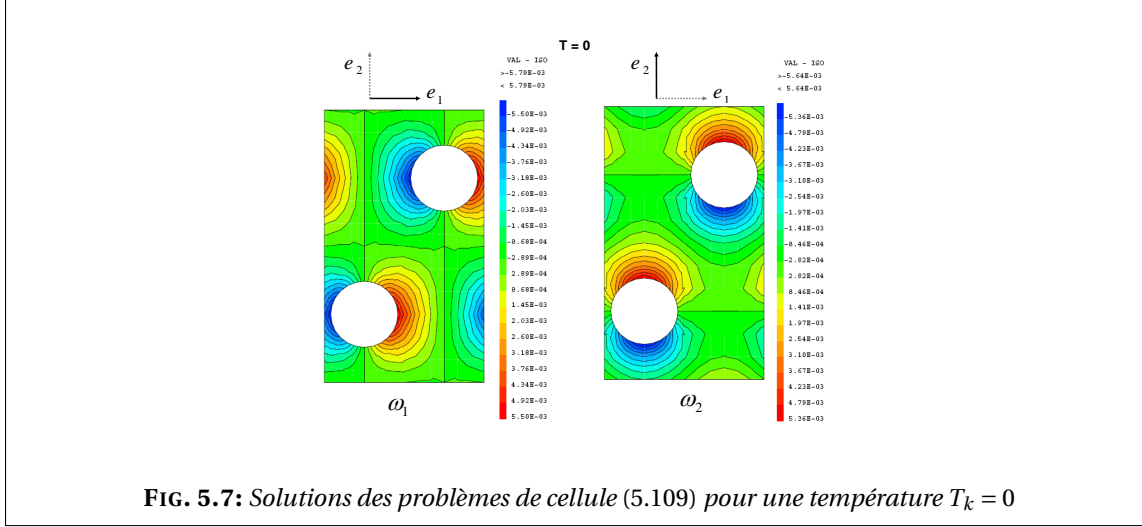 T = 0
e2
e1
VAL - ISO
>-5.79E-03
< 5.79E-03
-5.50E-03
-4.92E-03
-4.34E-03
-3.76E-03
-3.18E-03
-2.60E-03
-2.03E-03
-1.45E-03
-8.68E-04
-2.89E-04
2.89E-04
8.68E-04
1.45E-03
2.03E-03
2.60E-03
3.18E-03
3.76E-03
4.34E-03
4.92E-03
5.50E-03
ω1
e2
e1
VAL - ISO
>-5.64E-03
< 5.64E-03
-5.36E-03
-4.79E-03
-4.23E-03
-3.67E-03
-3.10E-03
-2.54E-03
-1.97E-03
-1.41E-03
-8.46E-04
-2.82E-04
2.82E-04
8.46E-04
1.41E-03
1.97E-03
2.54E-03
3.10E-03
3.67E-03
4.23E-03
4.79E-03
5.36E-03
ω2
FIG. 5.7: Solutions des problèmes de cellule (5.109) pour une température Tk = 0